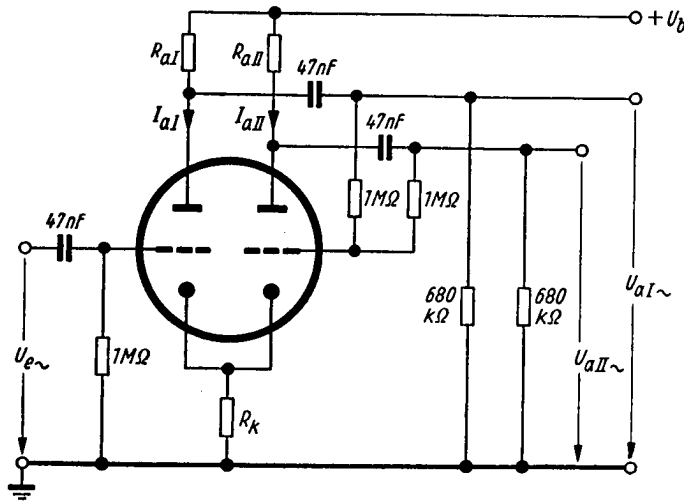 + U_b
R_aI
R_aII
47nF
I_aI
I_aII
47nF
1MΩ
1MΩ
47nF
680
kΩ
680
kΩ
U_aI~
U_e~
1MΩ
U_aII~
R_k